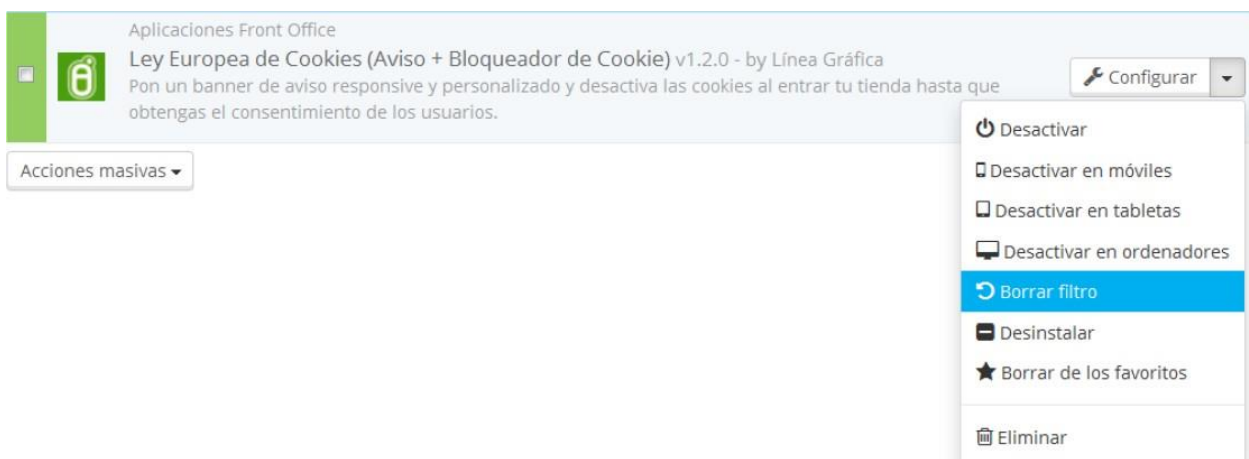 Aplicaciones Front Office
Ley Europea de Cookies (Aviso + Bloqueador de Cookie) v1.2.0 - by Línea Gráfica
Pon un banner de aviso responsive y personalizado y desactiva las cookies al entrar tu tienda hasta que
obtengas el consentimiento de los usuarios.
Configurar
Desactivar
Desactivar en móviles
Desactivar en tabletas
Desactivar en ordenadores
Borrar filtro
Desinstalar
Borrar de los favoritos
Eliminar
Acciones masivas